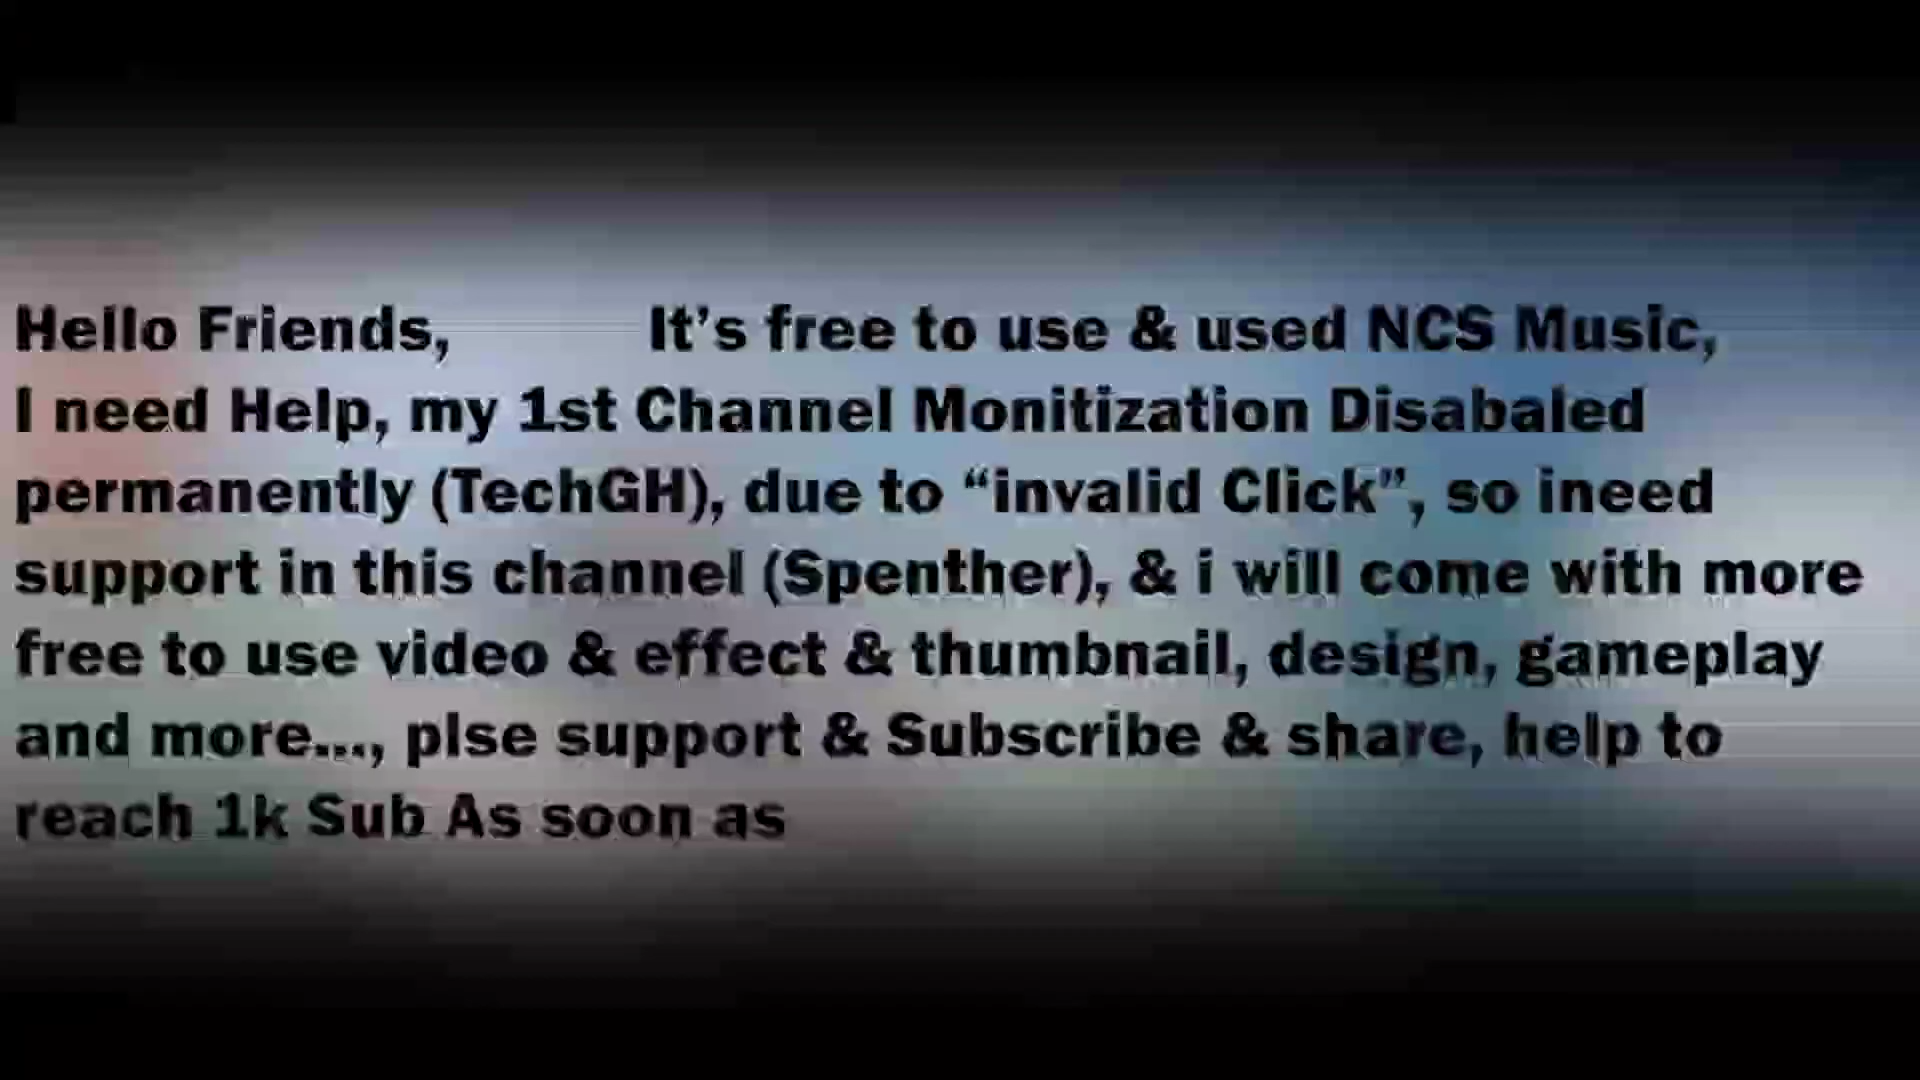 Hello Friends, It's free to use & used NCS Music,
I need Help, my 1st Channel Monitization Disabaled
permanently (TechGH), due to “invalid Click”, so ineed
support in this channel (Spenther), & i will come with more
free to use video & effect & thumbnail, design, gameplay
and more..., plse support & Subscribe & share, help to
reach 1k Sub As soon as